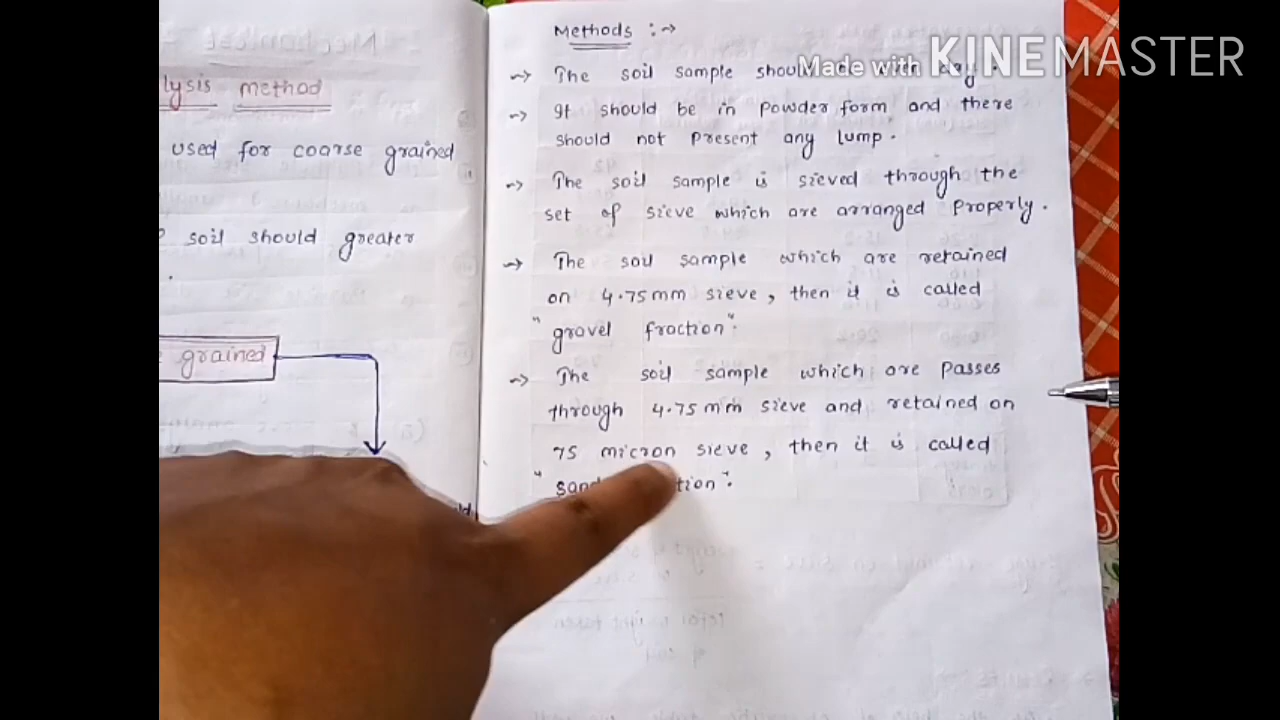 lysis method
used for coarse grained
soil should greater
grained
Methods :→
Made with KINEMASTER
→ The soil sample should
→ It should be in powder form and there
should not present any lump.
→ The soil sample is sieved through the
set of sieve which are arranged properly.
→ The soil sample which are retained
on 4.75mm sieve, then it is called
"gravel fraction".
→ The soil sample which are passes
through 4.75mm sieve and retained on
75 micron sieve, then it is called